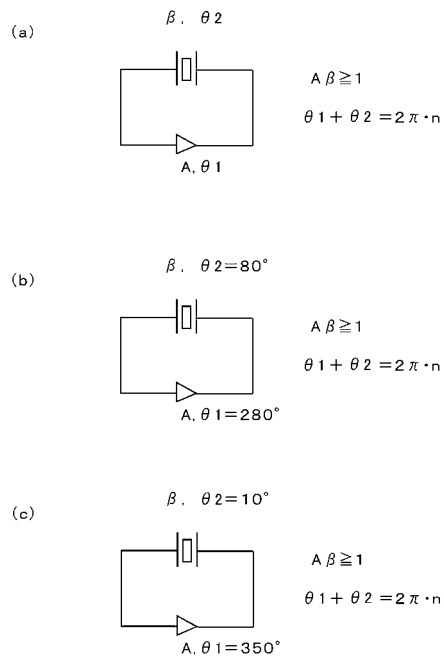 (a)
β, θ2
Aβ≧1
θ1+θ2=2π・n
A, θ1
(b)
β, θ2=80°
Aβ≧1
θ1+θ2=2π・n
A, θ1=280°
(c)
β, θ2=10°
Aβ≧1
θ1+θ2=2π・n
A, θ1=350°